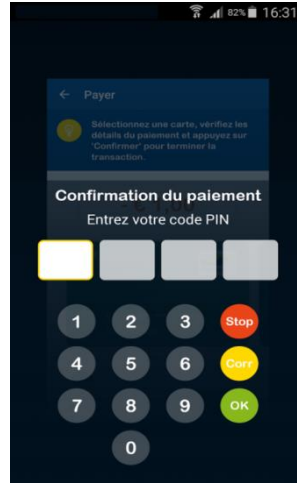 82% 16:31
← Payer
Sélectionnez une carte, vérifiez les
détails du paiement et appuyez sur
'Confirmer' pour terminer la
transaction.
Confirmation du paiement
Entrez votre code PIN
1 2 3 Stop
4 5 6 Corr
7 8 9 OK
0